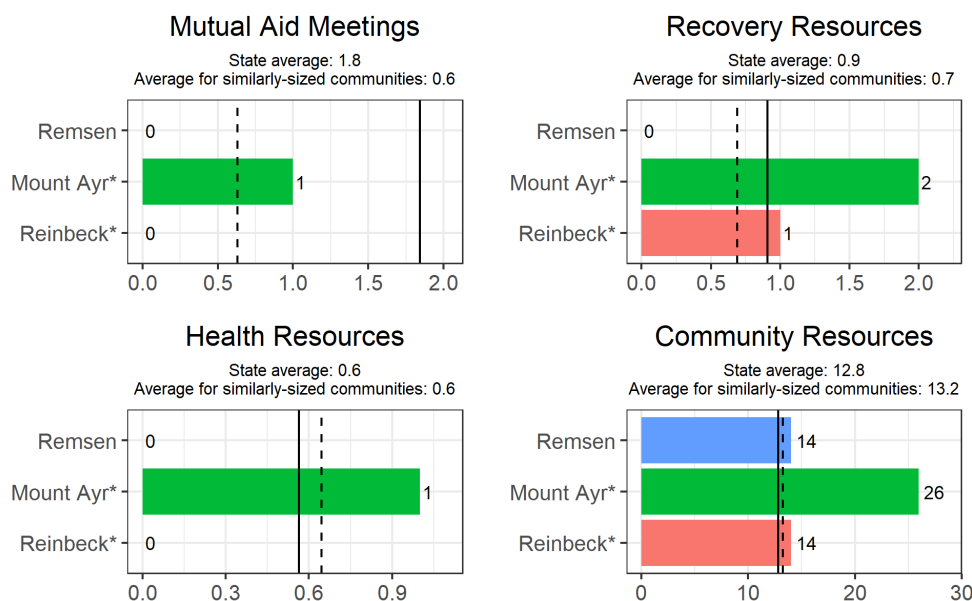 Mutual Aid Meetings
State average: 1.8
Average for similarly-sized communities: 0.6
Remsen 0
Mount Ayr* 1
Reinbeck* 0
0.0 0.5 1.0 1.5 2.0
Recovery Resources
State average: 0.9
Average for similarly-sized communities: 0.7
Remsen 0
Mount Ayr* 2
Reinbeck* 1
0.0 0.5 1.0 1.5 2.0
Health Resources
State average: 0.6
Average for similarly-sized communities: 0.6
Remsen 0
Mount Ayr* 1
Reinbeck* 0
0.0 0.3 0.6 0.9
Community Resources
State average: 12.8
Average for similarly-sized communities: 13.2
Remsen 14
Mount Ayr* 26
Reinbeck* 14
0 10 20 30